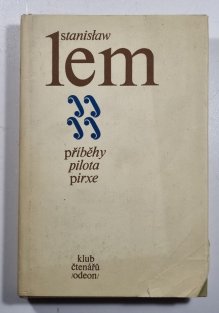 stanisław
lem
příběhy
pilota
pirxe
klub
čtenářů
/odeon/